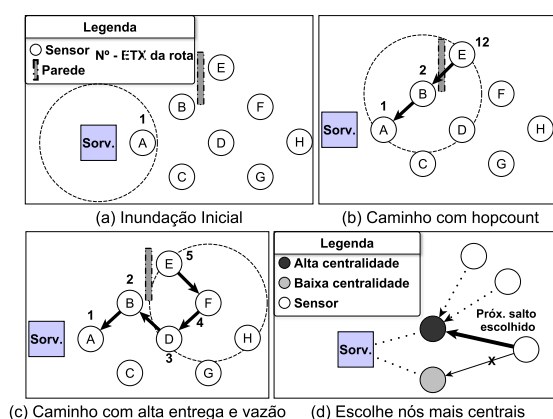 Legenda
Sensor
Nº - ETX da rota
Parede
E
B
F
1
Sorv.
A
D
H
C
G
(a) Inundação Inicial
12
E
2
B
F
1
Sorv.
A
D
H
C
G
(b) Caminho com hopcount
E
5
2
B
F
1
4
Sorv.
A
D
H
3
C
G
(c) Caminho com alta entrega e vazão
Legenda
Alta centralidade
Baixa centralidade
Sensor
Próx. salto
escolhido
Sorv.
x
(d) Escolhe nós mais centrais